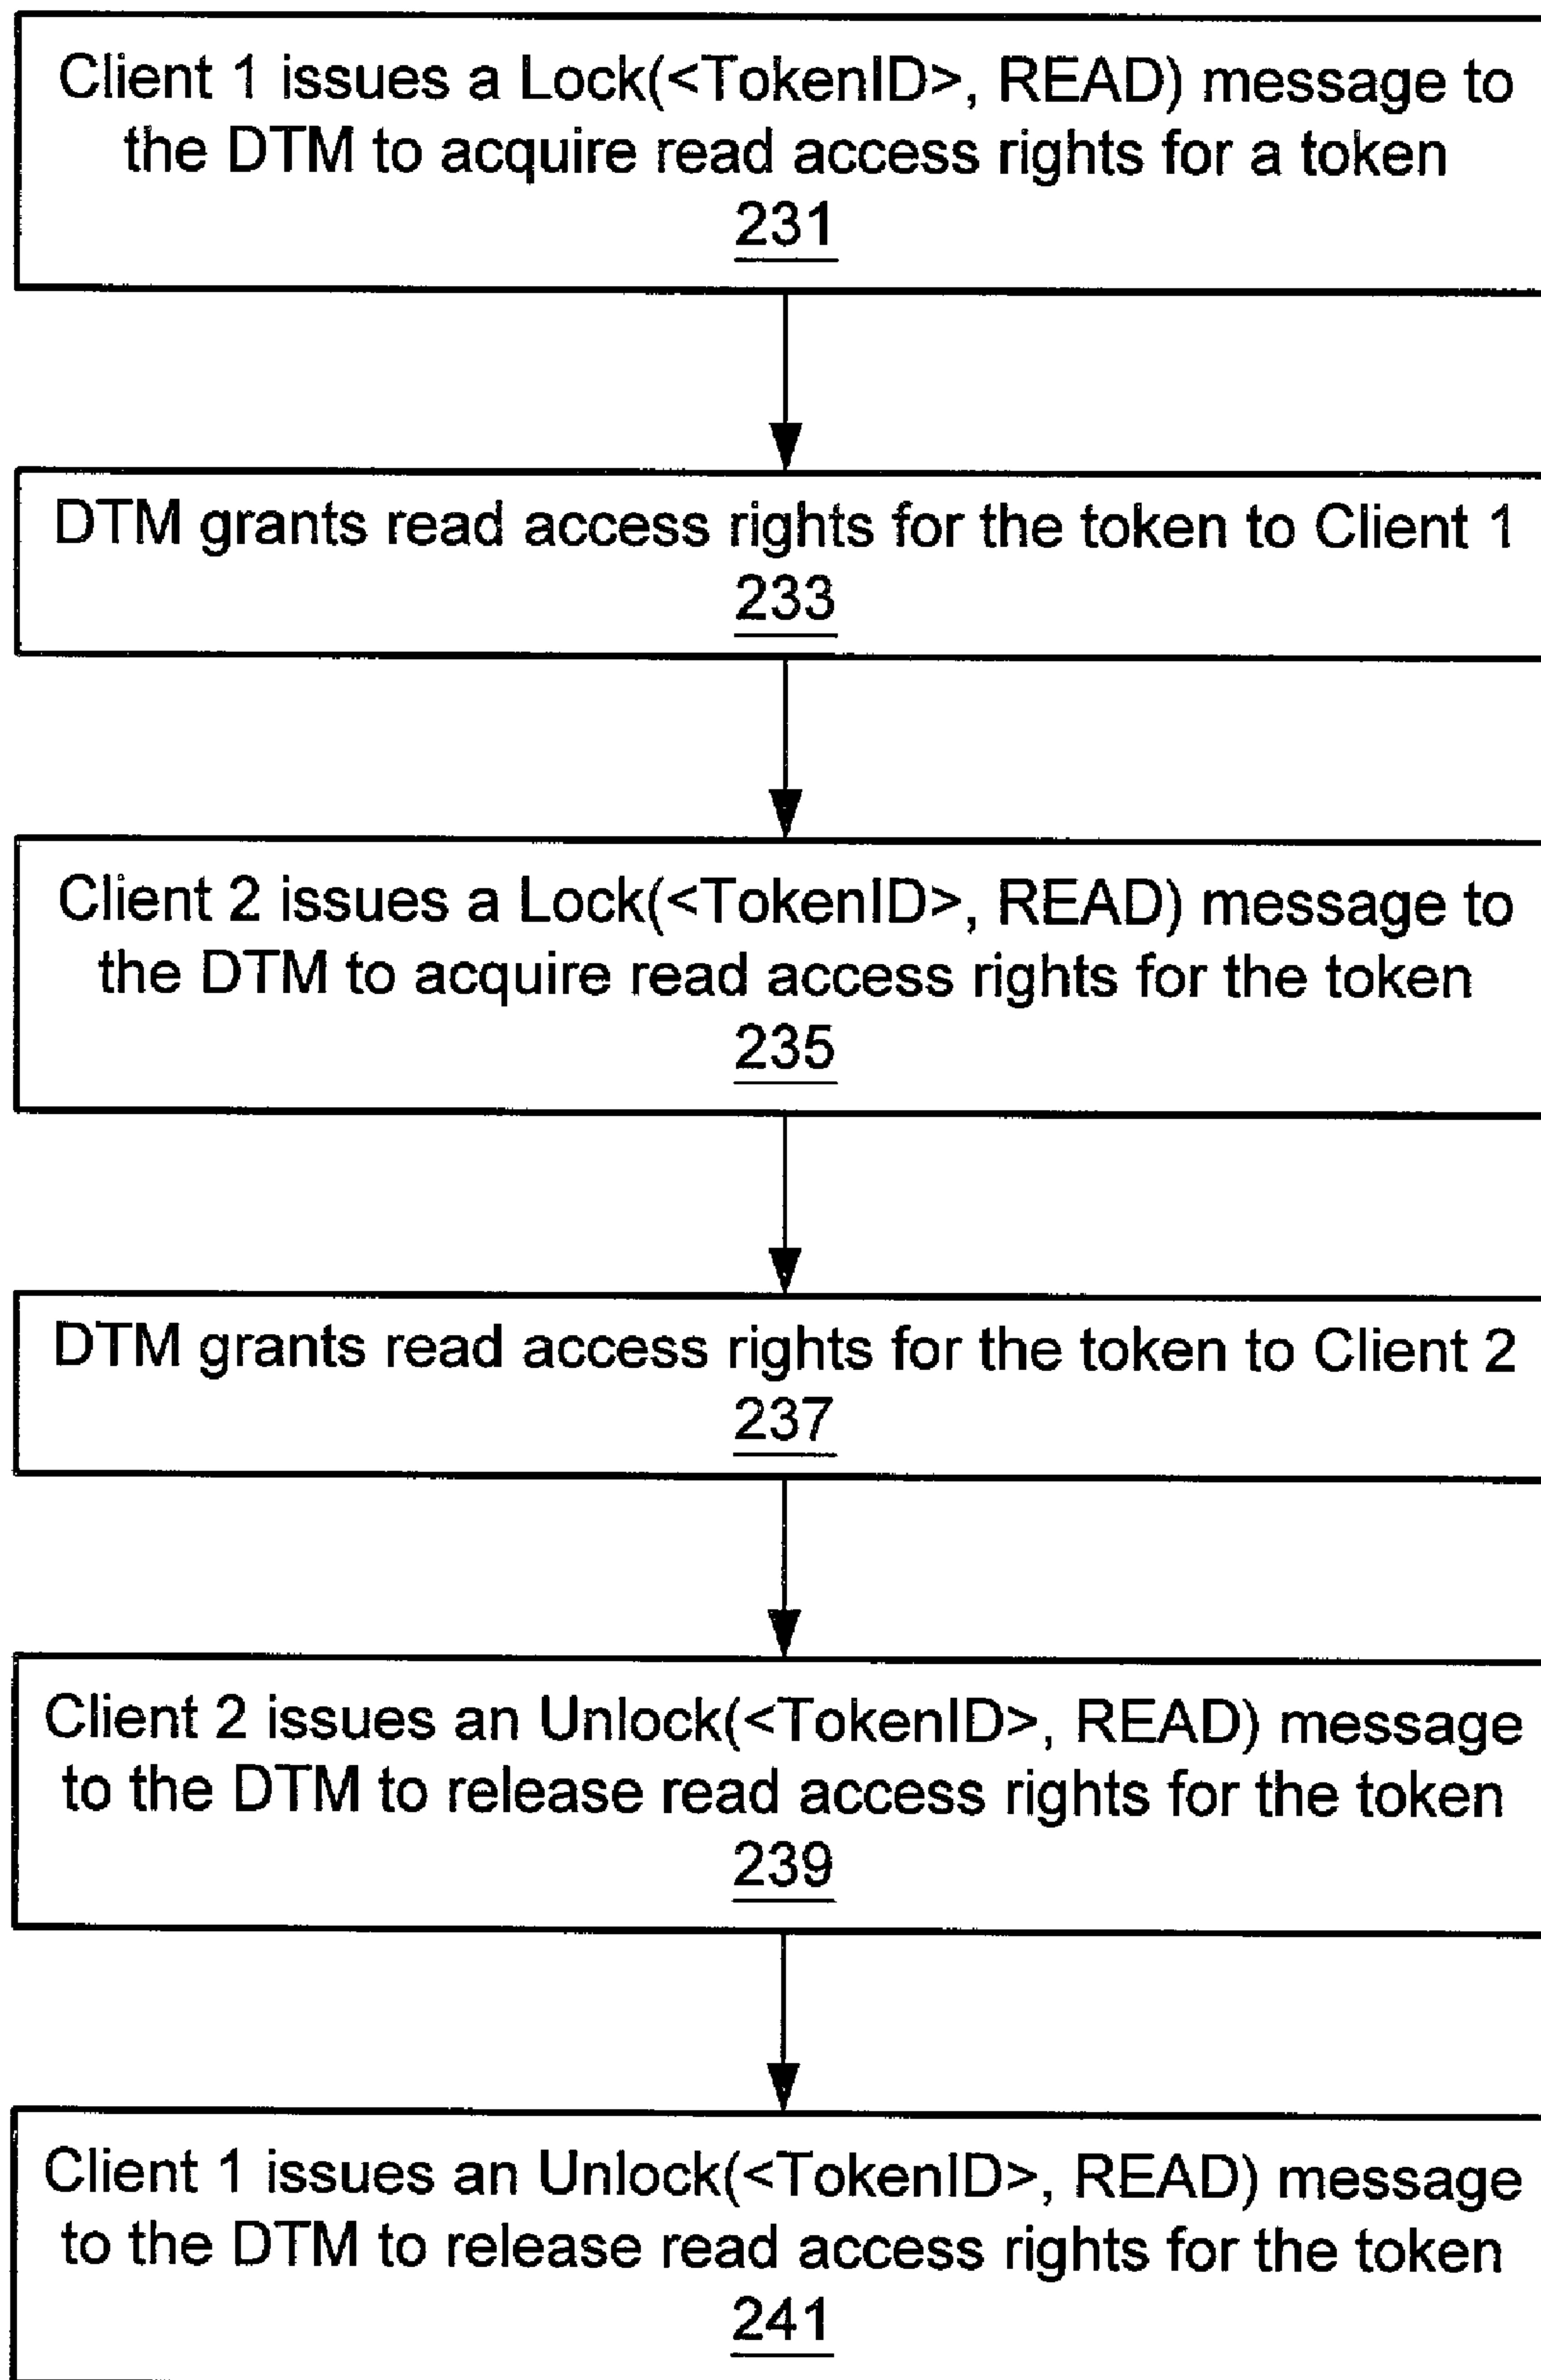 Client 1 issues a Lock(<TokenID>, READ) message to
the DTM to acquire read access rights for a token
231
DTM grants read access rights for the token to Client 1
233
Client 2 issues a Lock(<TokenID>, READ) message to
the DTM to acquire read access rights for the token
235
DTM grants read access rights for the token to Client 2
237
Client 2 issues an Unlock(<TokenID>, READ) message
to the DTM to release read access rights for the token
239
Client 1 issues an Unlock(<TokenID>, READ) message
to the DTM to release read access rights for the token
241